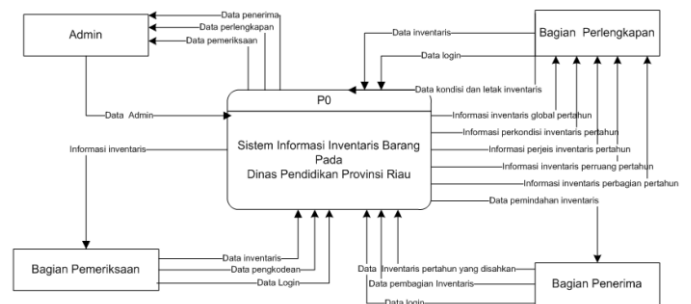 Admin
Data penerima
Data perlengkapan
Data pemeriksaan
Data inventaris
Data login
Bagian Perlengkapan
Data kondisi dan letak inventaris
P0
Data Admin
Sistem Informasi Inventaris Barang
Pada
Dinas Pendidikan Provinsi Riau
Informasi inventaris global pertahun
Informasi perkondisi inventaris pertahun
Informasi perjeis inventaris pertahun
Informasi inventaris perruang pertahun
Informasi inventaris perbagian pertahun
Data pemindahan inventaris
Informasi inventaris
Bagian Pemeriksaan
Data inventaris
Data pengkodean
Data Login
Data Inventaris pertahun yang disahkan
Data pembagian Inventaris
Data login
Bagian Penerima